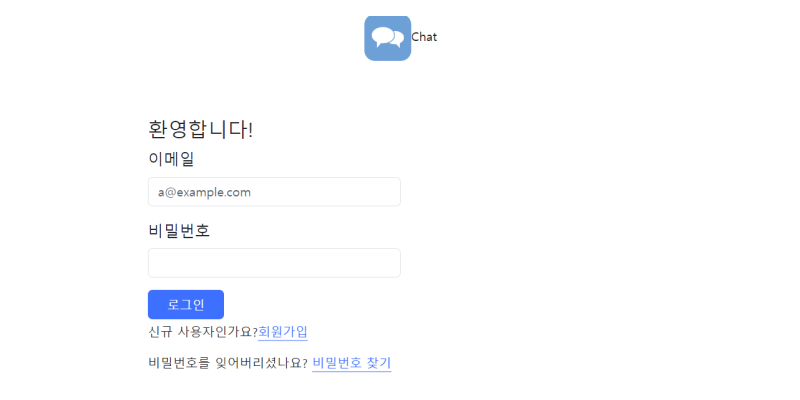 Chat
환영합니다!
이메일
a@example.com
비밀번호
로그인
신규 사용자인가요?회원가입
비밀번호를 잊어버리셨나요? 비밀번호 찾기